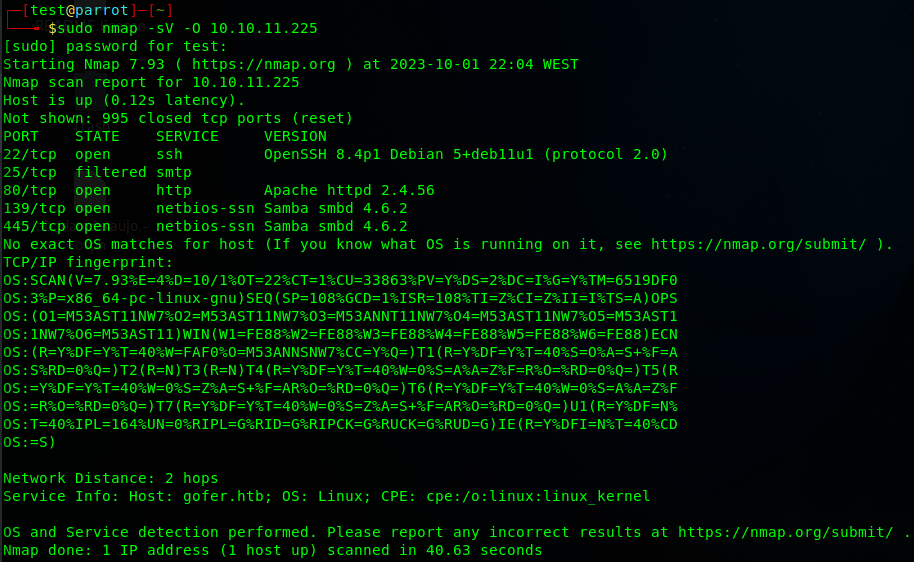 ┌─[test@parrot]─[~]
└──╼ $sudo nmap -sV -O 10.10.11.225
[sudo] password for test:
Starting Nmap 7.93 ( https://nmap.org ) at 2023-10-01 22:04 WEST
Nmap scan report for 10.10.11.225
Host is up (0.12s latency).
Not shown: 995 closed tcp ports (reset)
PORT    STATE    SERVICE     VERSION
22/tcp  open     ssh         OpenSSH 8.4p1 Debian 5+deb11u1 (protocol 2.0)
25/tcp  filtered smtp
80/tcp  open     http        Apache httpd 2.4.56
139/tcp open     netbios-ssn Samba smbd 4.6.2
445/tcp open     netbios-ssn Samba smbd 4.6.2
No exact OS matches for host (If you know what OS is running on it, see https://nmap.org/submit/ ).
TCP/IP fingerprint:
OS:SCAN(V=7.93%E=4%D=10/1%OT=22%CT=1%CU=33863%PV=Y%DS=2%DC=I%G=Y%TM=6519DF0
OS:3%P=x86_64-pc-linux-gnu)SEQ(SP=108%GCD=1%ISR=108%TI=Z%CI=Z%II=I%TS=A)OPS
OS:(O1=M53AST11NW7%O2=M53AST11NW7%O3=M53ANNT11NW7%O4=M53AST11NW7%O5=M53AST1
OS:1NW7%O6=M53AST11)WIN(W1=FE88%W2=FE88%W3=FE88%W4=FE88%W5=FE88%W6=FE88)ECN
OS:(R=Y%DF=Y%T=40%W=FAF0%O=M53ANNSNW7%CC=Y%Q=)T1(R=Y%DF=Y%T=40%S=O%A=S+%F=A
OS:S%RD=0%Q=)T2(R=N)T3(R=N)T4(R=Y%DF=Y%T=40%W=0%S=A%A=Z%F=R%O=%RD=0%Q=)T5(R
OS:=Y%DF=Y%T=40%W=0%S=Z%A=S+%F=AR%O=%RD=0%Q=)T6(R=Y%DF=Y%T=40%W=0%S=A%A=Z%F
OS:=R%O=%RD=0%Q=)T7(R=Y%DF=Y%T=40%W=0%S=Z%A=S+%F=AR%O=%RD=0%Q=)U1(R=Y%DF=N%
OS:T=40%IPL=164%UN=0%RIPL=G%RID=G%RIPCK=G%RUCK=G%RUD=G)IE(R=Y%DFI=N%T=40%CD
OS:=S)

Network Distance: 2 hops
Service Info: Host: gofer.htb; OS: Linux; CPE: cpe:/o:linux:linux_kernel

OS and Service detection performed. Please report any incorrect results at https://nmap.org/submit/ .
Nmap done: 1 IP address (1 host up) scanned in 40.63 seconds